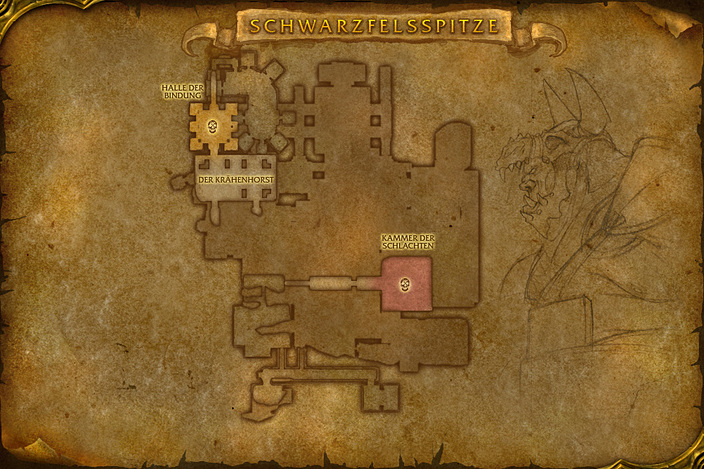 SCHWARZFELSSPITZE
HALLE DER
BINDUNG
DER KRÄHENHORST
KAMMER DER
SCHLACHTEN